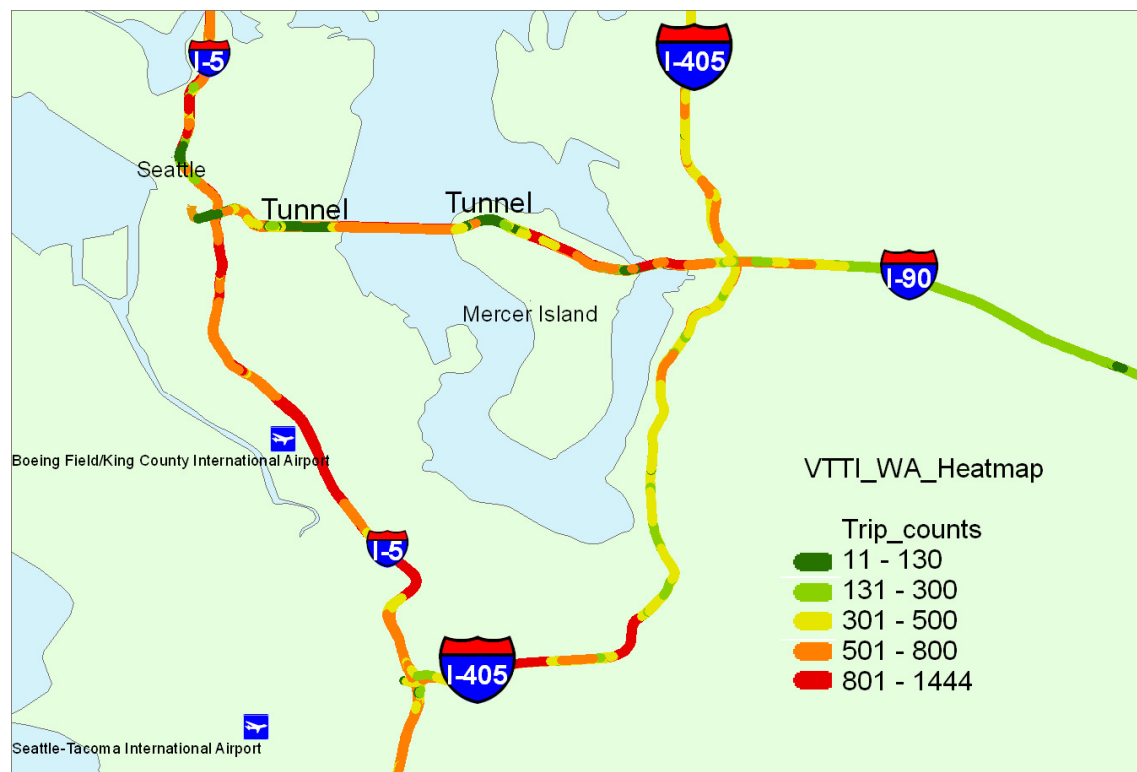 I-5
I-405
Seattle
Tunnel
Tunnel
I-90
Mercer Island
Boeing Field/King County International Airport
I-5
I-405
Seattle-Tacoma International Airport
VTTI_WA_Heatmap
Trip_counts
11 - 130
131 - 300
301 - 500
501 - 800
801 - 1444